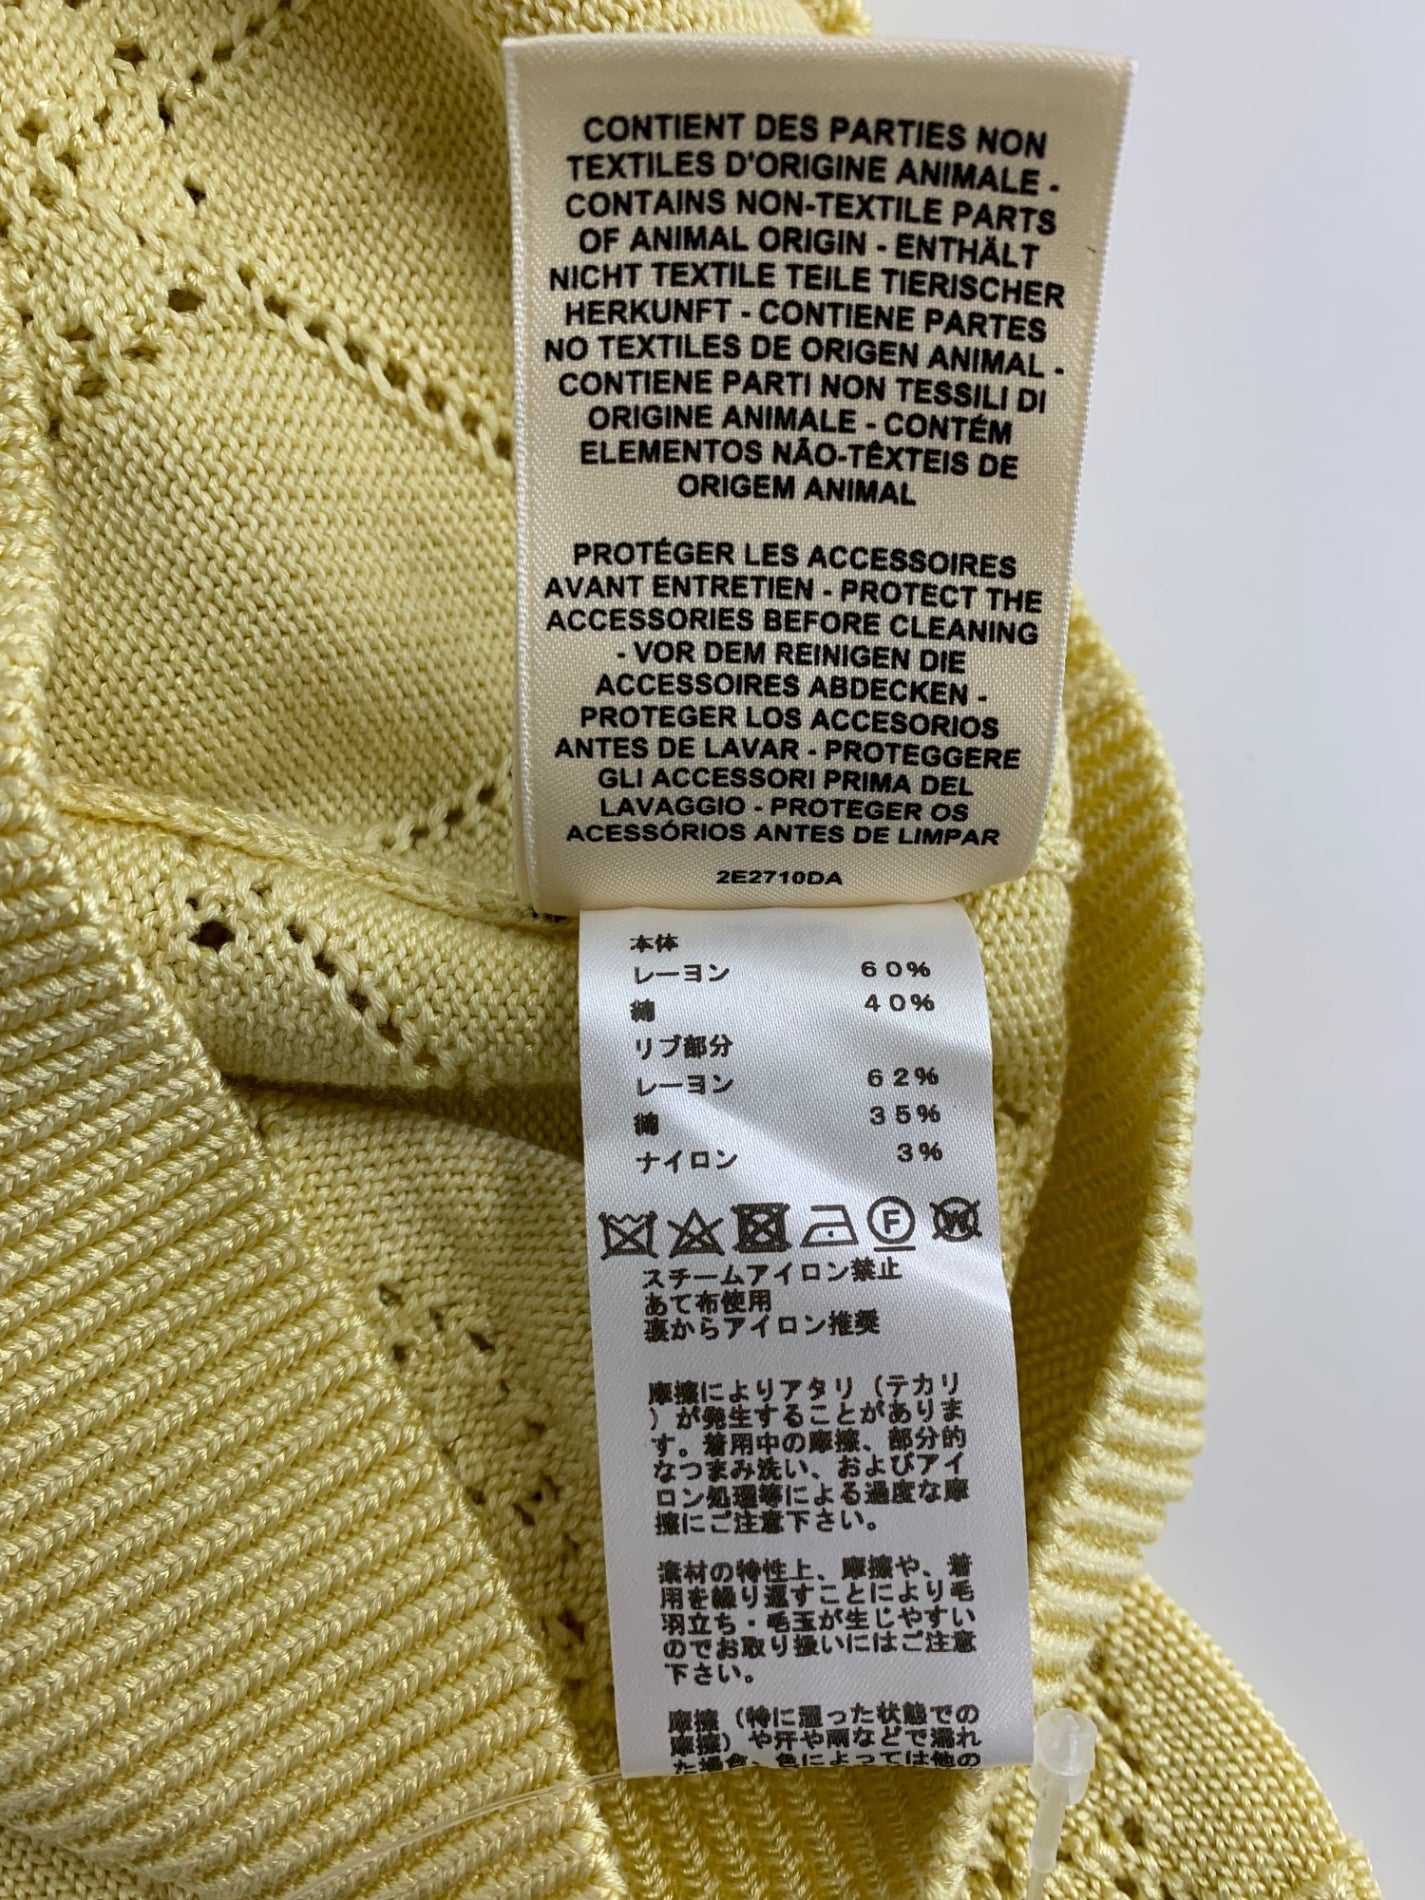 CONTIENT DES PARTIES NON
TEXTILES D'ORIGINE ANIMALE -
CONTAINS NON-TEXTILE PARTS
OF ANIMAL ORIGIN - ENTHÄLT
NICHT TEXTILE TEILE TIERISCHER
HERKUNFT - CONTIENE PARTES
NO TEXTILES DE ORIGEN ANIMAL -
CONTIENE PARTI NON TESSILI DI
ORIGINE ANIMALE - CONTÉM
ELEMENTOS NÃO-TÊXTEIS DE
ORIGEM ANIMAL
PROTÉGER LES ACCESSOIRES
AVANT ENTRETIEN - PROTECT THE
ACCESSORIES BEFORE CLEANING
- VOR DEM REINIGEN DIE
ACCESSOIRES ABDECKEN -
PROTEGER LOS ACCESORIOS
ANTES DE LAVAR - PROTEGGERE
GLI ACCESSORI PRIMA DEL
LAVAGGIO - PROTEGER OS
ACESSÓRIOS ANTES DE LIMPAR
2E2710DA
本体
レーヨン 60%
綿 40%
リブ部分
レーヨン 62%
綿 35%
ナイロン 3%
F W
スチームアイロン禁止
あて布使用
裏からアイロン推奨
摩擦によりアタリ（テカリ
）が発生することがありま
す。着用中の摩擦、部分的
なつまみ洗い、およびアイ
ロン処理等による過度な摩
擦にご注意下さい。
素材の特性上、摩擦や、着
用を繰り返すことにより毛
羽立ち・毛玉が生じやすい
のでお取り扱いにはご注意
下さい。
摩擦（特に湿った状態での
摩擦）や汗や雨などで濡れ
た場合、色によっては他の